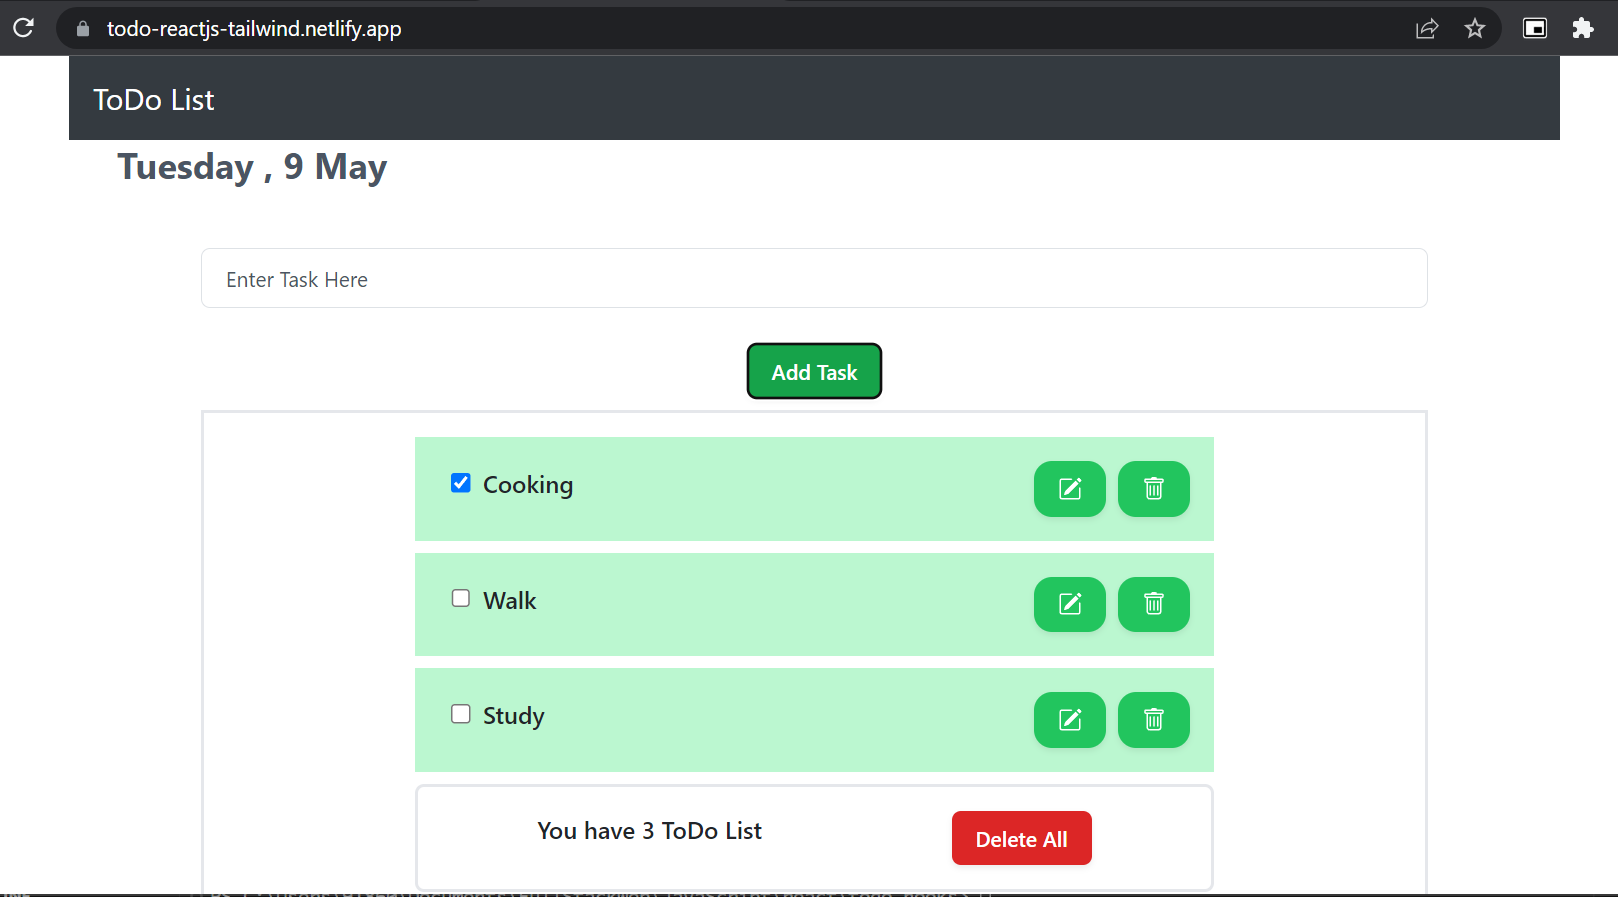 todo-reactjs-tailwind.netlify.app
ToDo List
Tuesday , 9 May
Enter Task Here
Add Task
Cooking
Walk
Study
You have 3 ToDo List
Delete All